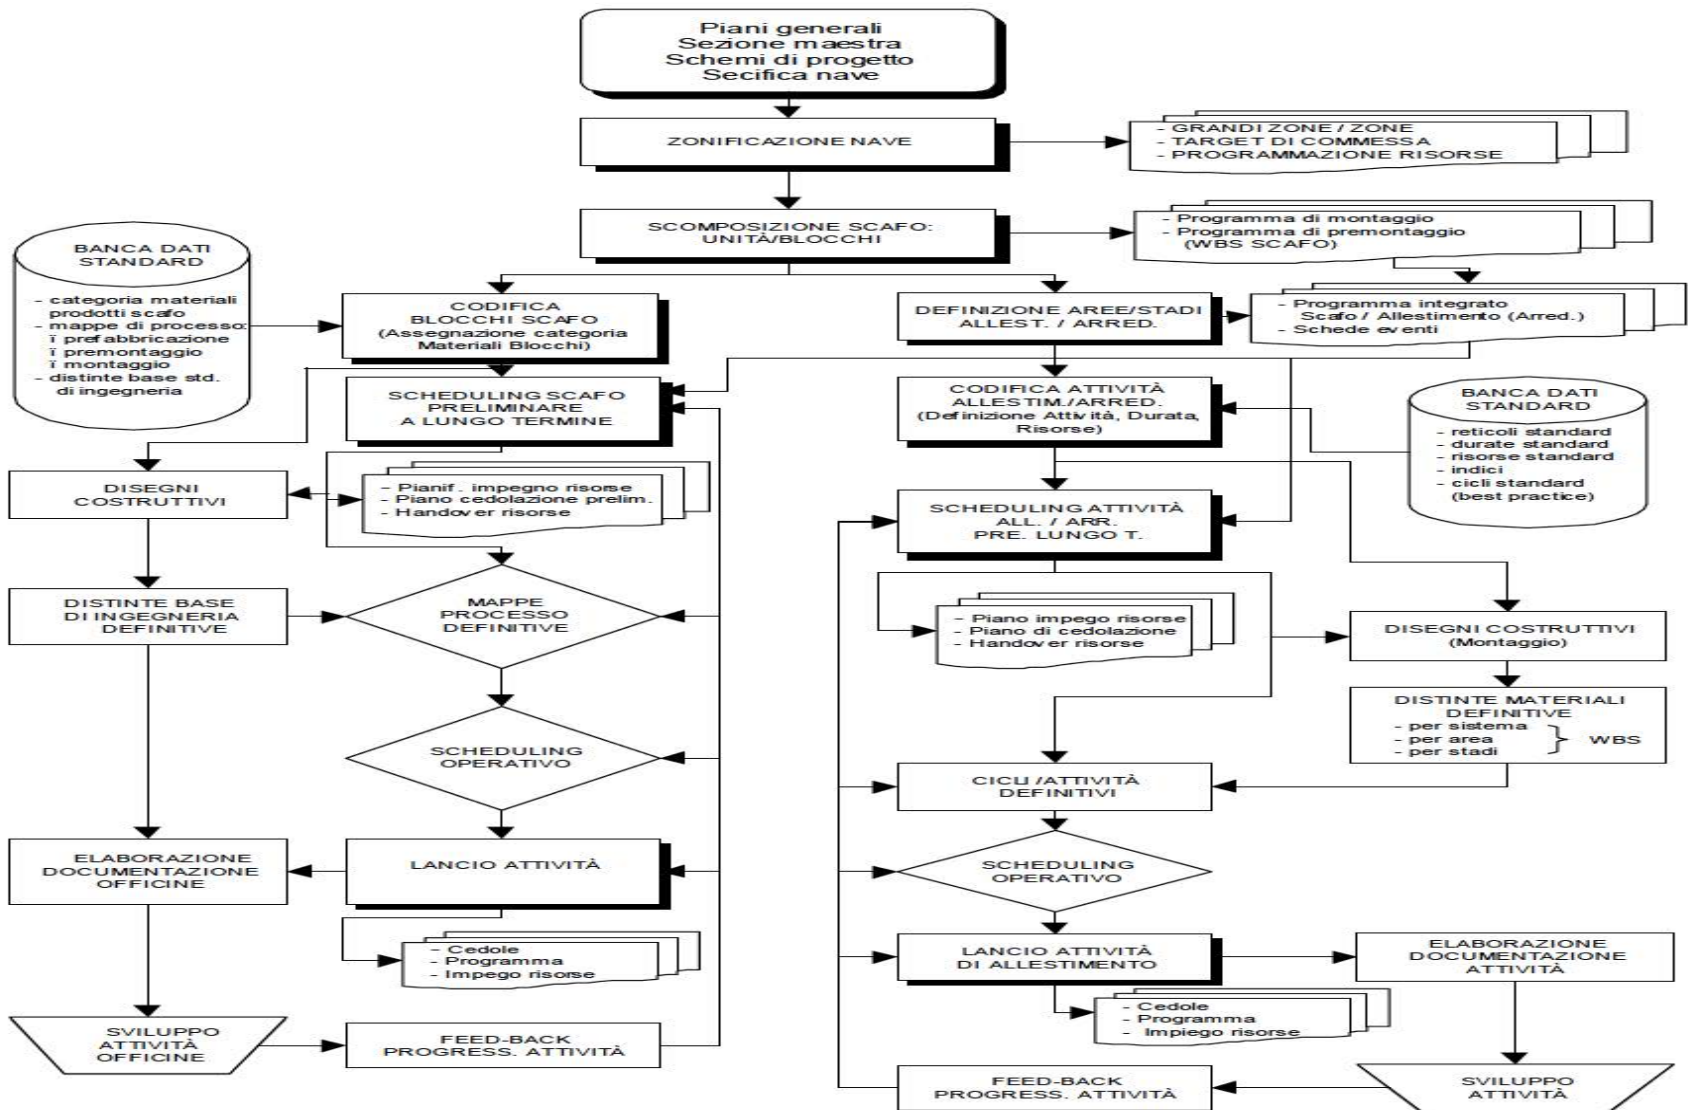 Piani generali
Sezione maestra
Schemi di progetto
Secifica nave
ZONIFICAZIONE NAVE
- GRANDI ZONE / ZONE
- TARGET DI COMMESSA
- PROGRAMMAZIONE RISORSE
SCOMPOSIZIONE SCAFO:
UNITÀ/BLOCCHI
- Programma di montaggio
- Programma di premontaggio
(WBS SCAFO)
BANCA DATI
STANDARD
- categoria materiali
prodotti scafo
- mappe di processo:
ï prefabbricazione
ï premontaggio
ï montaggio
- distinte base std.
di ingegneria
CODIFICA
BLOCCHI SCAFO
(Assegnazione categoria
Materiali Blocchi)
DEFINIZIONE AREE/STADI
ALLEST. / ARRED.
- Programma integrato
Scafo / Allestimento (Arred.)
- Schede eventi
SCHEDULING SCAFO
PRELIMINARE
A LUNGO TERMINE
CODIFICA ATTIVITÀ
ALLESTIM./ARRED.
(Definizione Attività, Durata,
Risorse)
BANCA DATI
STANDARD
- reticoli standard
- durate standard
- risorse standard
- indici
- cicli standard
(best practice)
DISEGNI
COSTRUTTIVI
- Pianif. impegno risorse
- Piano cedolazione prelim.
- Handover risorse
SCHEDULING ATTIVITÀ
ALL. / ARR.
PRE. LUNGO T.
DISTINTE BASE
DI INGEGNERIA
DEFINITIVE
MAPPE
PROCESSO
DEFINITIVE
- Piano impego risorse
- Piano di cedolazione
- Handover risorse
DISEGNI COSTRUTTIVI
(Montaggio)
DISTINTE MATERIALI
DEFINITIVE
- per sistema
- per area
- per stadi
WBS
SCHEDULING
OPERATIVO
CICLI /ATTIVITÀ
DEFINITIVI
ELABORAZIONE
DOCUMENTAZIONE
OFFICINE
LANCIO ATTIVITÀ
SCHEDULING
OPERATIVO
- Cedole
- Programma
- Impego risorse
LANCIO ATTIVITÀ
DI ALLESTIMENTO
ELABORAZIONE
DOCUMENTAZIONE
ATTIVITÀ
- Cedole
- Programma
- Impiego risorse
SVILUPPO
ATTIVITÀ
OFFICINE
FEED-BACK
PROGRESS. ATTIVITÀ
FEED-BACK
PROGRESS. ATTIVITÀ
SVILUPPO
ATTIVITÀ